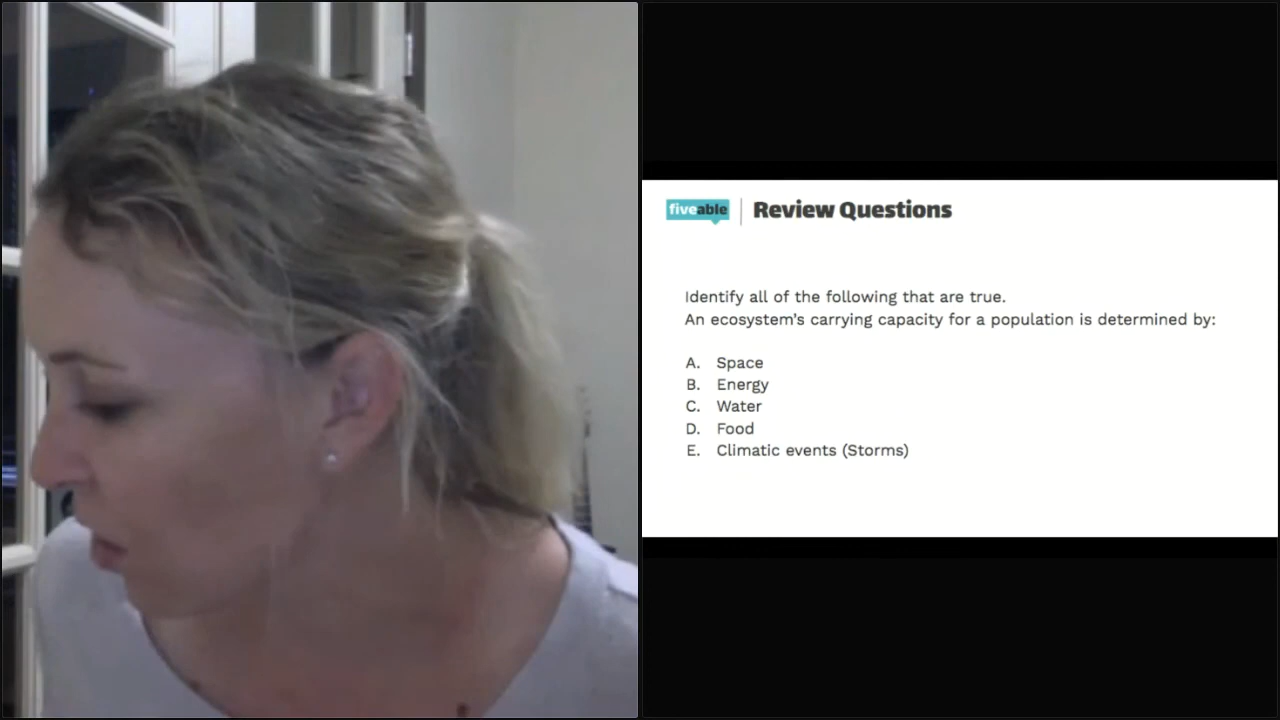 fiveable | Review Questions
Identify all of the following that are true.
An ecosystem's carrying capacity for a population is determined by:
A. Space
B. Energy
C. Water
D. Food
E. Climatic events (Storms)